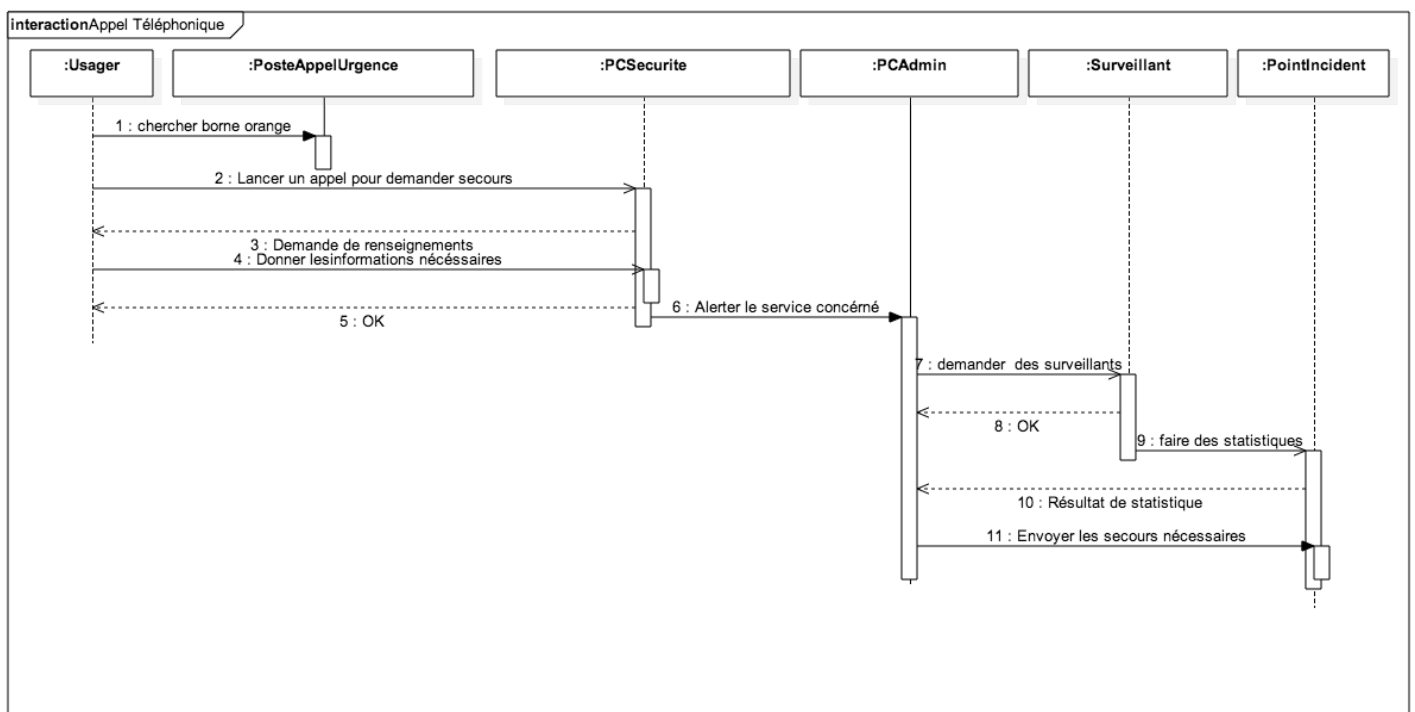 interactionAppel Téléphonique
:Usager
:PosteAppelUrgence
:PCSecurite
:PCAdmin
:Surveillant
:PointIncident
1 : chercher borne orange
2 : Lancer un appel pour demander secours
3 : Demande de renseignements
4 : Donner lesinformations nécéssaires
5 : OK
6 : Alerter le service concérné
7 : demander des surveillants
8 : OK
9 : faire des statistiques
10 : Résultat de statistique
11 : Envoyer les secours nécessaires